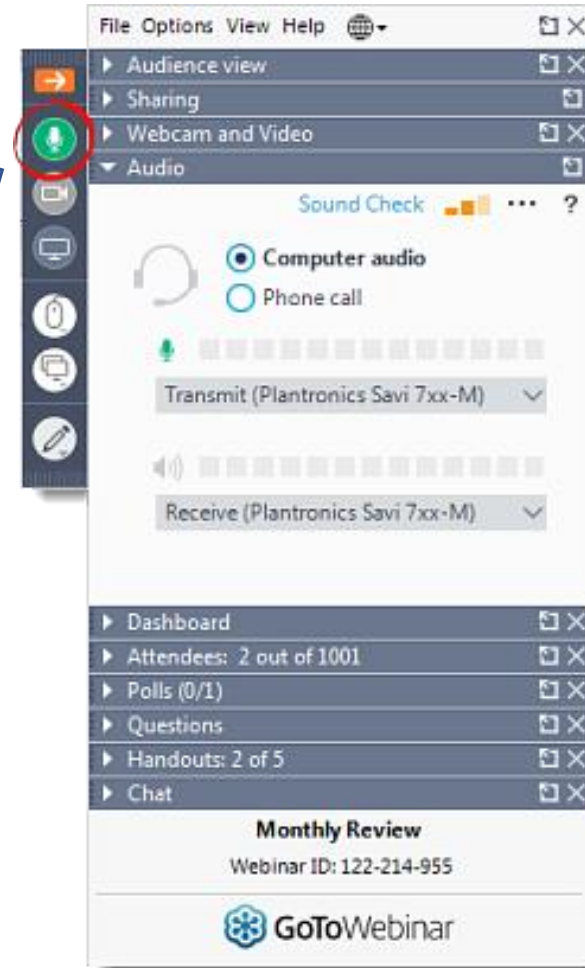 File Options View Help
Audience view
Sharing
Webcam and Video
Audio
Sound Check ... ?
Computer audio
Phone call
Transmit (Plantronics Savi 7xx-M)
Receive (Plantronics Savi 7xx-M)
Dashboard
Attendees: 2 out of 1001
Polls (0/1)
Questions
Handouts: 2 of 5
Chat
Monthly Review
Webinar ID: 122-214-955
GoToWebinar